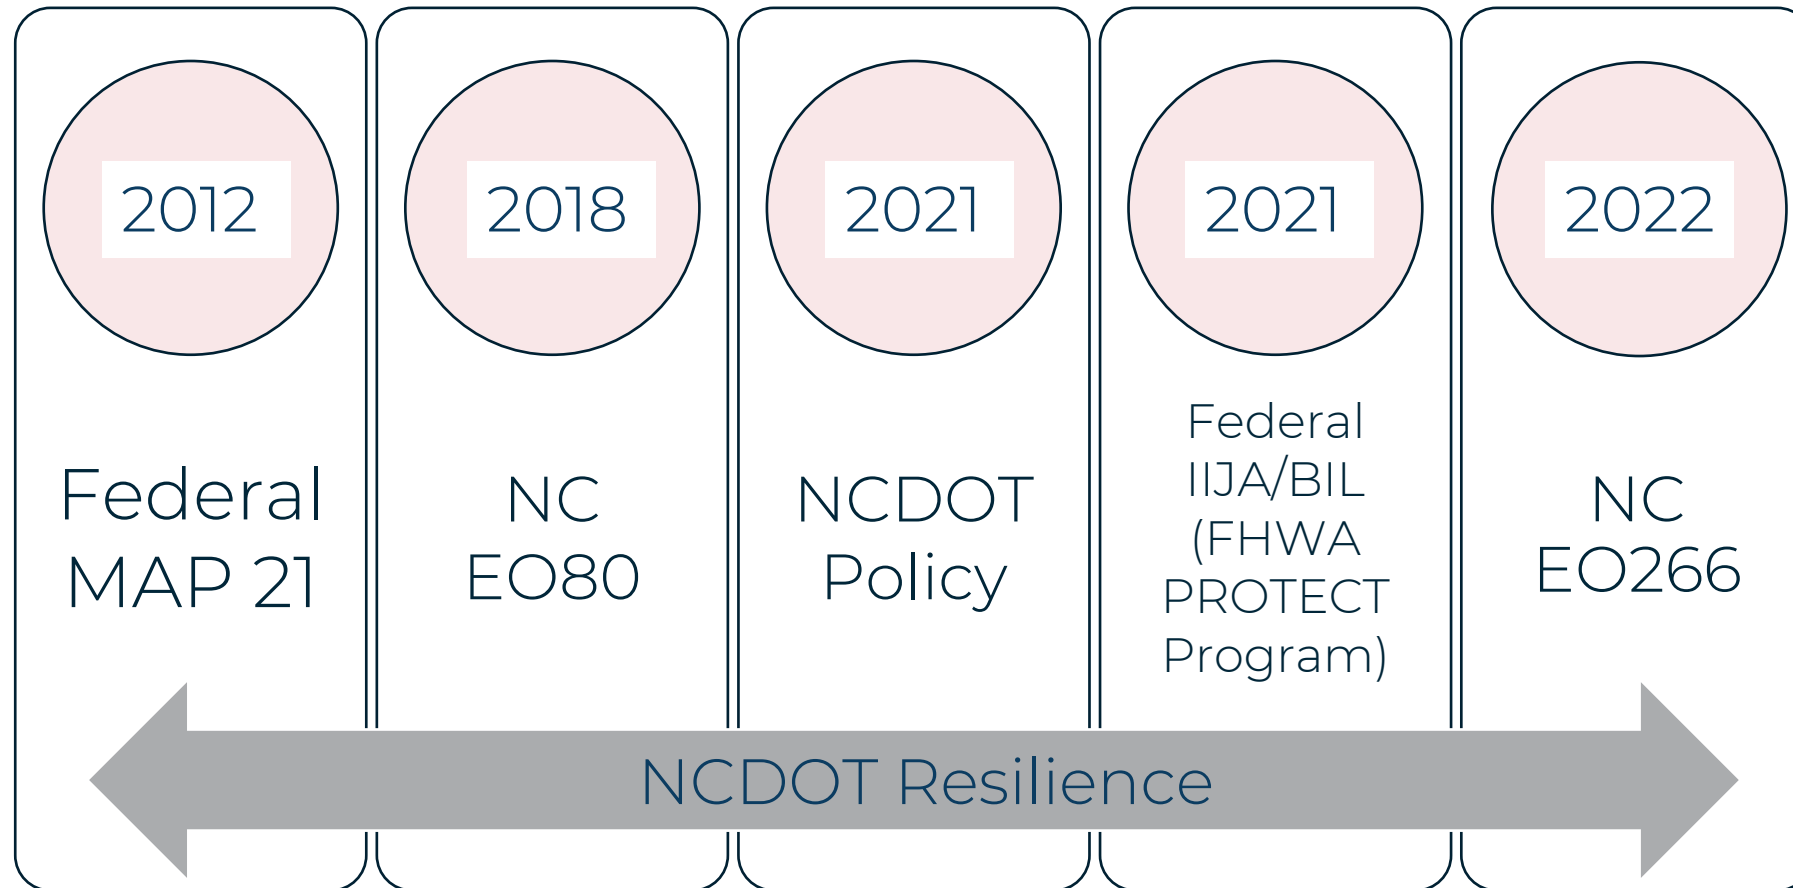 2012
Federal
MAP 21
2018
NC
EO80
2021
NCDOT
Policy
2021
Federal
IIJA/BIL
(FHWA
PROTECT
Program)
2022
NC
EO266
NCDOT Resilience